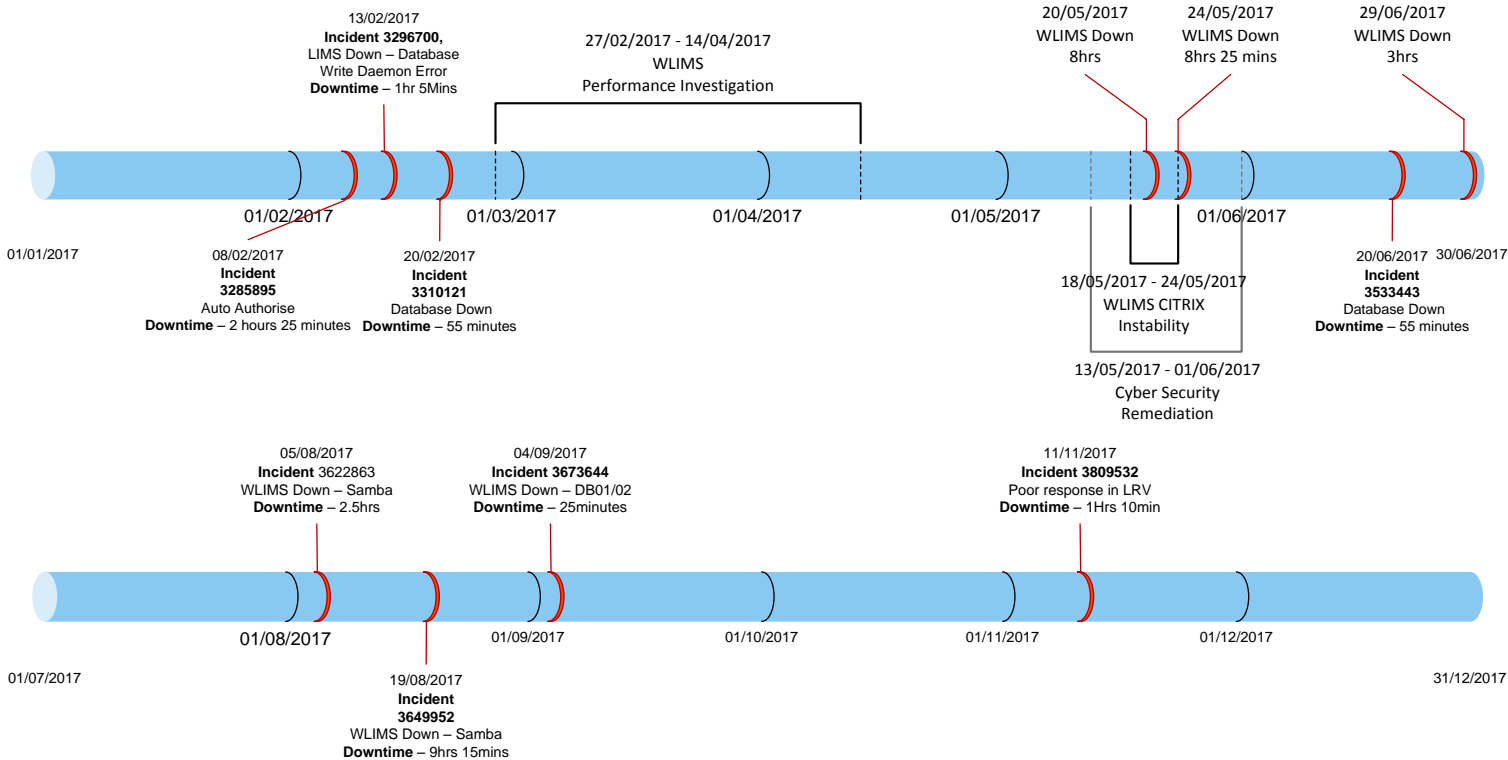 13/02/2017
Incident 3296700,
LIMS Down – Database
Write Daemon Error
Downtime – 1hr 5Mins
27/02/2017 - 14/04/2017
WLIMS
Performance Investigation
20/05/2017
WLIMS Down
8hrs
24/05/2017
WLIMS Down
8hrs 25 mins
29/06/2017
WLIMS Down
3hrs
01/02/2017
01/03/2017
01/04/2017
01/05/2017
01/06/2017
01/01/2017
30/06/2017
08/02/2017
Incident
3285895
Auto Authorise
Downtime – 2 hours 25 minutes
20/02/2017
Incident
3310121
Database Down
Downtime – 55 minutes
18/05/2017 - 24/05/2017
WLIMS CITRIX
Instability
13/05/2017 - 01/06/2017
Cyber Security
Remediation
20/06/2017
Incident
3533443
Database Down
Downtime – 55 minutes
05/08/2017
Incident 3622863
WLIMS Down – Samba
Downtime – 2.5hrs
04/09/2017
Incident 3673644
WLIMS Down – DB01/02
Downtime – 25minutes
11/11/2017
Incident 3809532
Poor response in LRV
Downtime – 1Hrs 10min
01/08/2017
01/09/2017
01/10/2017
01/11/2017
01/12/2017
01/07/2017
31/12/2017
19/08/2017
Incident
3649952
WLIMS Down – Samba
Downtime – 9hrs 15mins